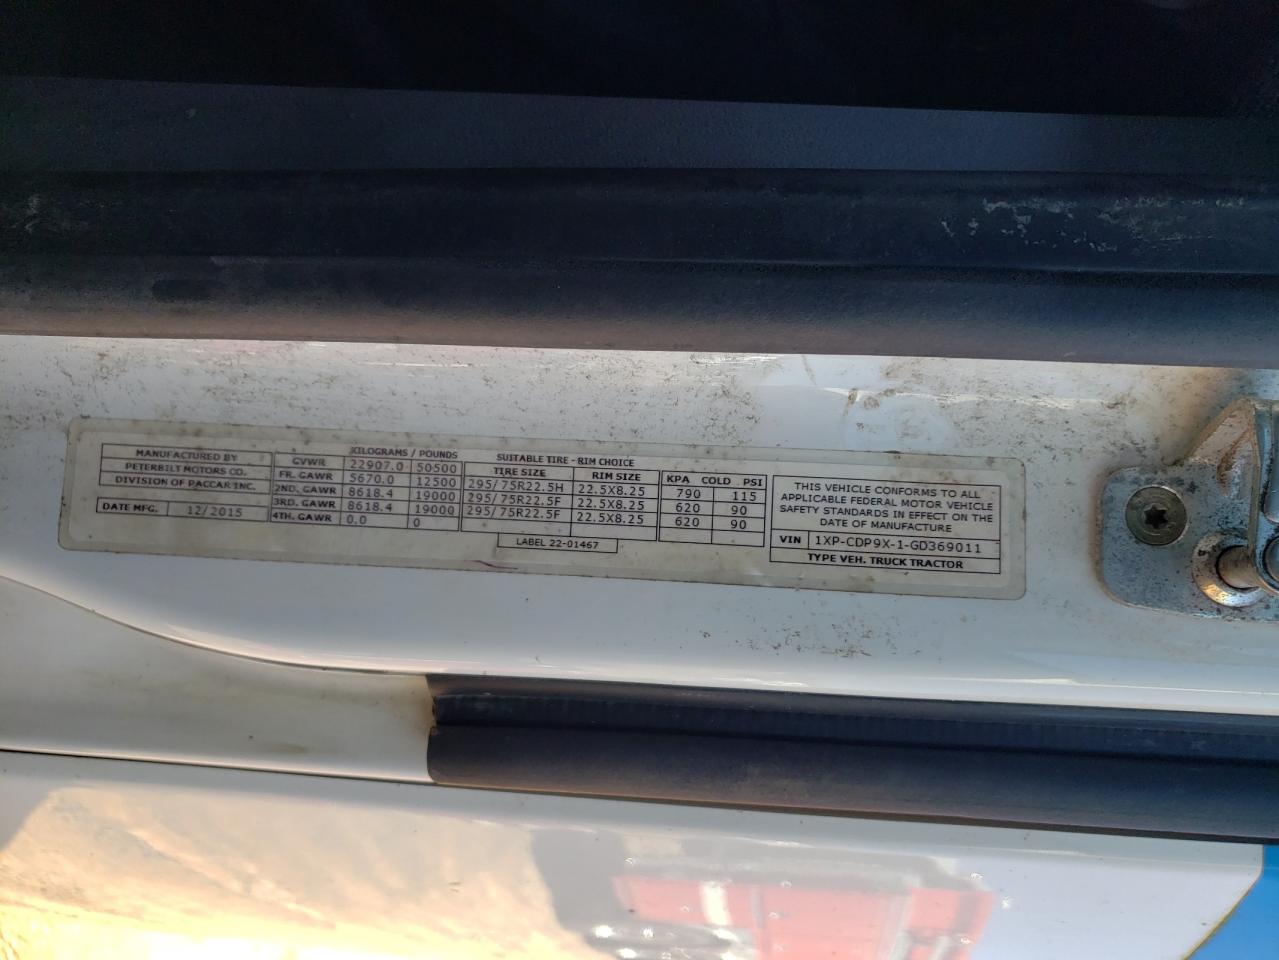 MANUFACTURED BY
PETERBILT MOTORS CO.
DIVISION OF PACCAR INC.
DATE MFG. 12/2015
KILOGRAMS / POUNDS
GVWR 22907.0 50500
FR. GAWR 5670.0 12500
2ND. GAWR 8618.4 19000
3RD. GAWR 8618.4 19000
4TH. GAWR 0.0 0
SUITABLE TIRE - RIM CHOICE
TIRE SIZE RIM SIZE
295/75R22.5H 22.5X8.25
295/75R22.5F 22.5X8.25
295/75R22.5F 22.5X8.25
KPA COLD PSI
790 115
620 90
620 90
LABEL 22-01467
THIS VEHICLE CONFORMS TO ALL
APPLICABLE FEDERAL MOTOR VEHICLE
SAFETY STANDARDS IN EFFECT ON THE
DATE OF MANUFACTURE
VIN 1XP-CDP9X-1-GD369011
TYPE VEH. TRUCK TRACTOR